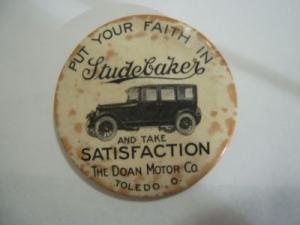 PUT YOUR FAITH IN
Studebaker
AND TAKE
SATISFACTION
THE DOAN MOTOR CO.
TOLEDO. O.